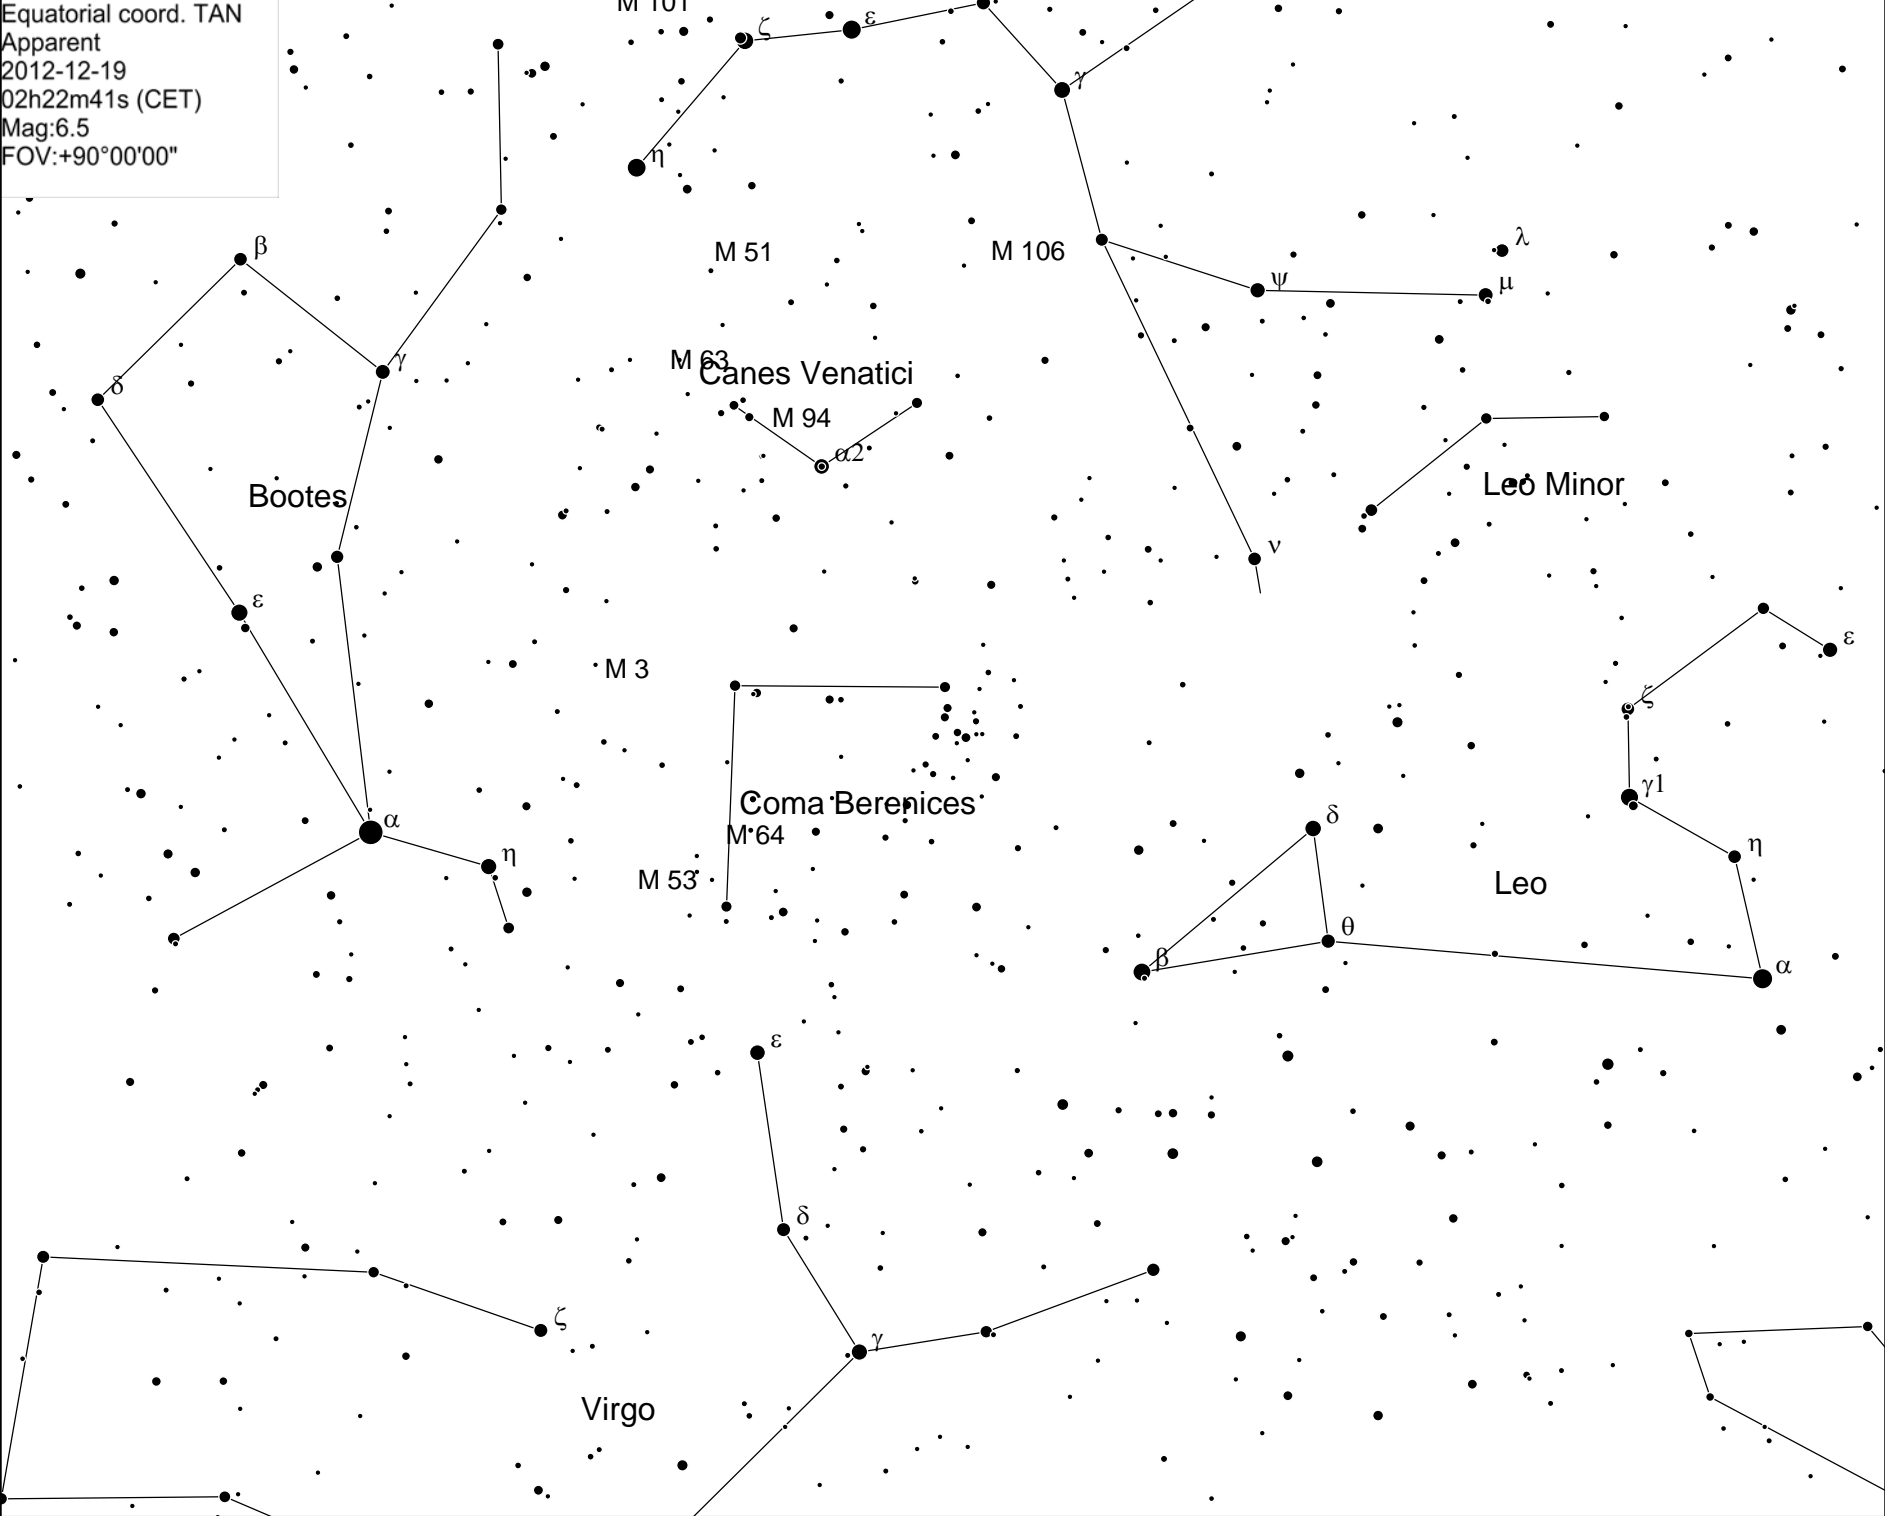 Equatorial coord. TAN
Apparent
2012-12-19
02h22m41s (CET)
Mag:6.5
FOV:+90°00'00"
M 101
ζ
ε
γ
η
β
M 51
M 106
λ
ψ
μ
M 63
Canes Venatici
γ
δ
M 94
α2
Bootes
Leo Minor
ν
ε
M 3
ε
ζ
γ1
Coma Berenices
α
δ
M 64
η
η
M 53
Leo
θ
β
α
ε
δ
ζ
γ
Virgo